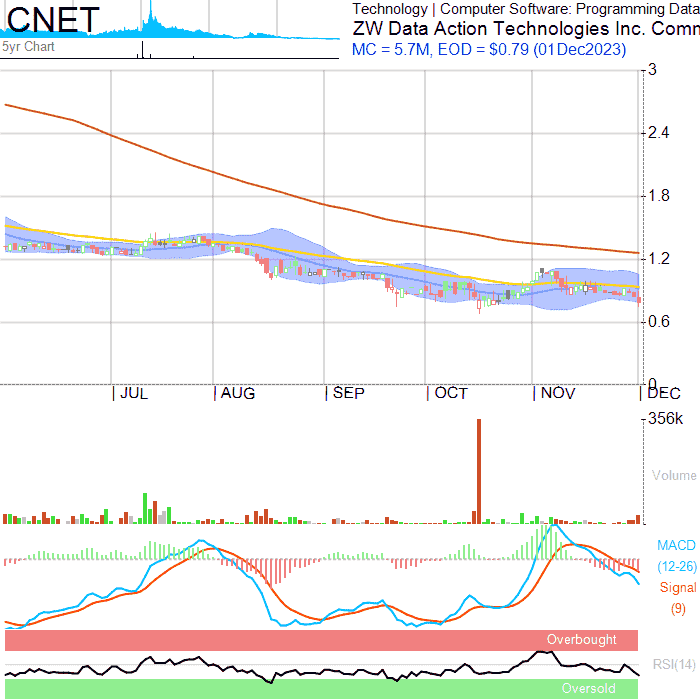 CNET
5yr Chart
Technology | Computer Software: Programming Data
ZW Data Action Technologies Inc. Comm
MC = 5.7M, EOD = $0.79 (01Dec2023)
3
2.4
1.8
1.2
0.6
0
JUL AUG SEP OCT NOV DEC
356k
Volume
MACD
(12-26)
Signal
(9)
Overbought
RSI(14)
Oversold